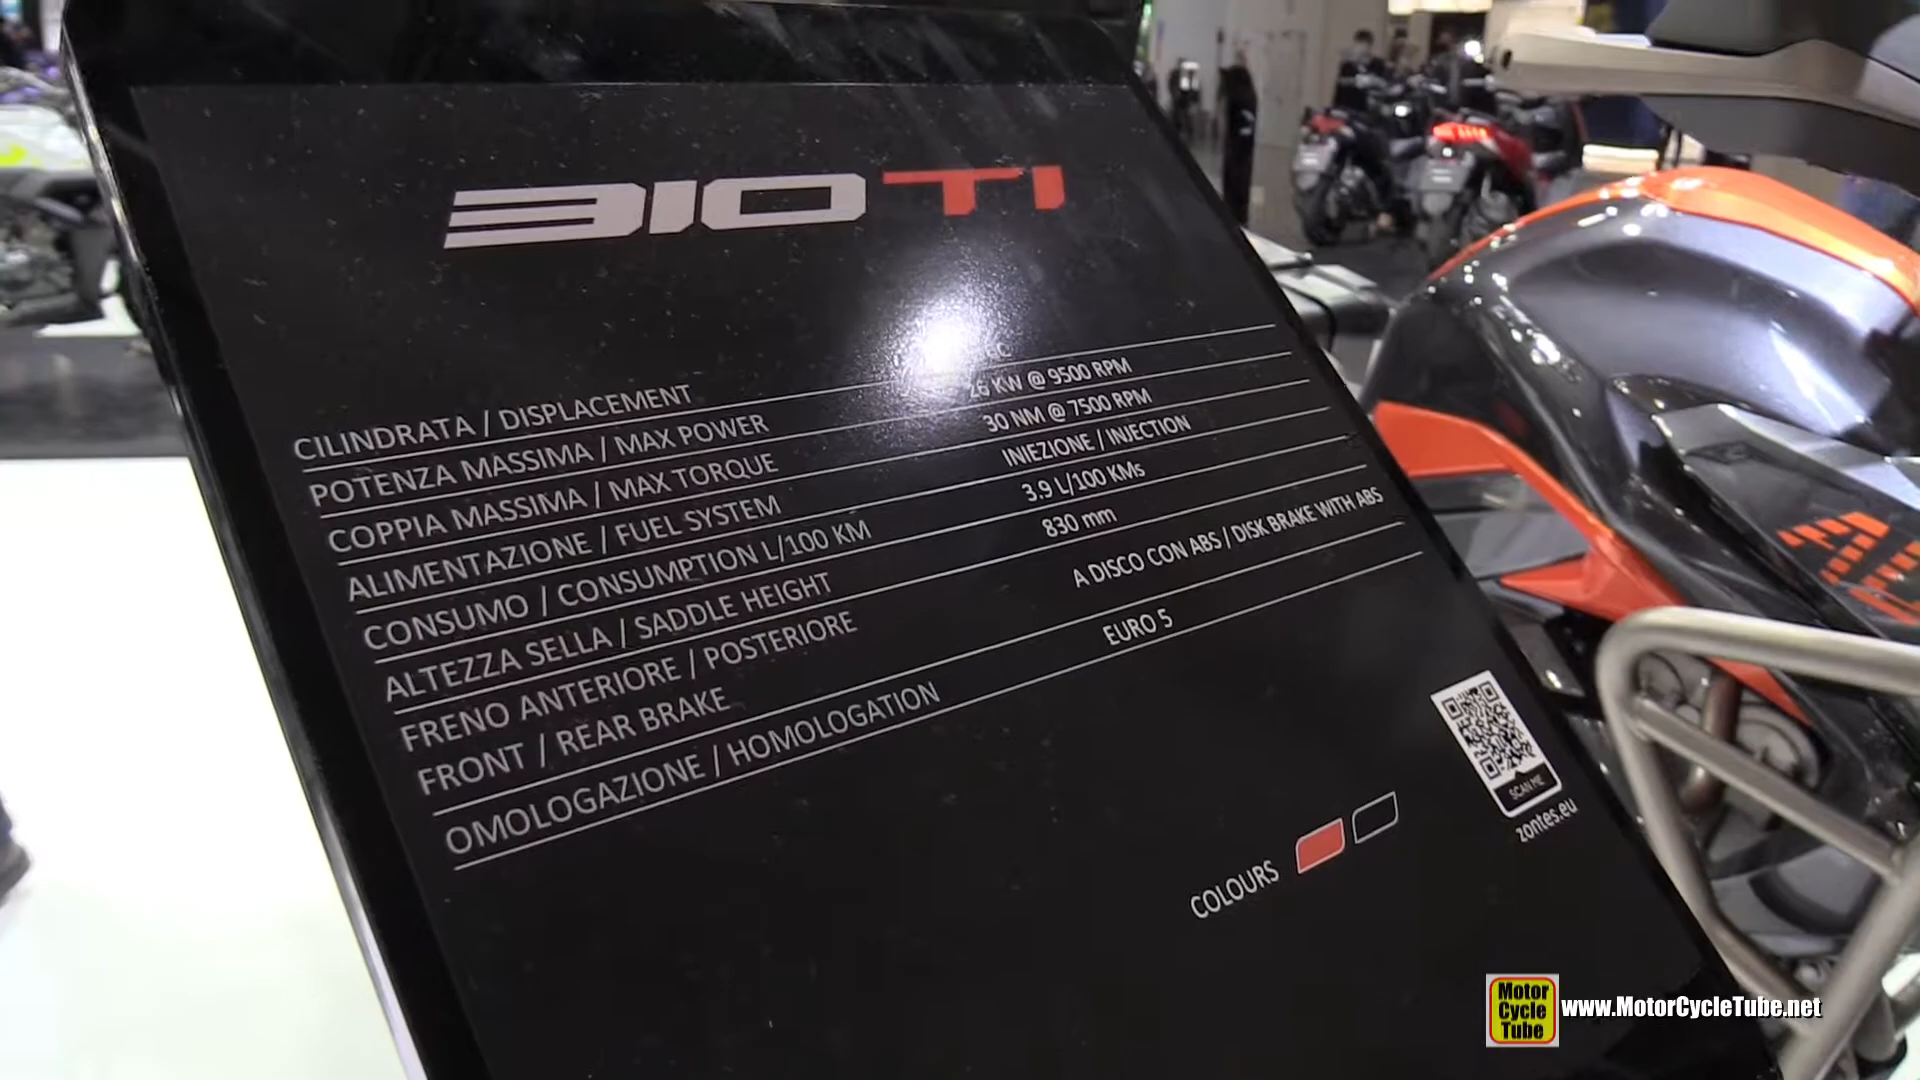 310 TI
CILINDRATA / DISPLACEMENT
POTENZA MASSIMA / MAX POWER 26 KW @ 9500 RPM
COPPIA MASSIMA / MAX TORQUE 30 NM @ 7500 RPM
ALIMENTAZIONE / FUEL SYSTEM INIEZIONE / INJECTION
CONSUMO / CONSUMPTION L/100 KM 3.9 L/100 KMs
ALTEZZA SELLA / SADDLE HEIGHT 830 mm
FRENO ANTERIORE / POSTERIORE A DISCO CON ABS / DISK BRAKE WITH ABS
FRONT / REAR BRAKE
OMOLOGAZIONE / HOMOLOGATION EURO 5
SCAN ME
zontes.eu
COLOURS
Motor
Cycle
Tube
www.MotorCycleTube.net